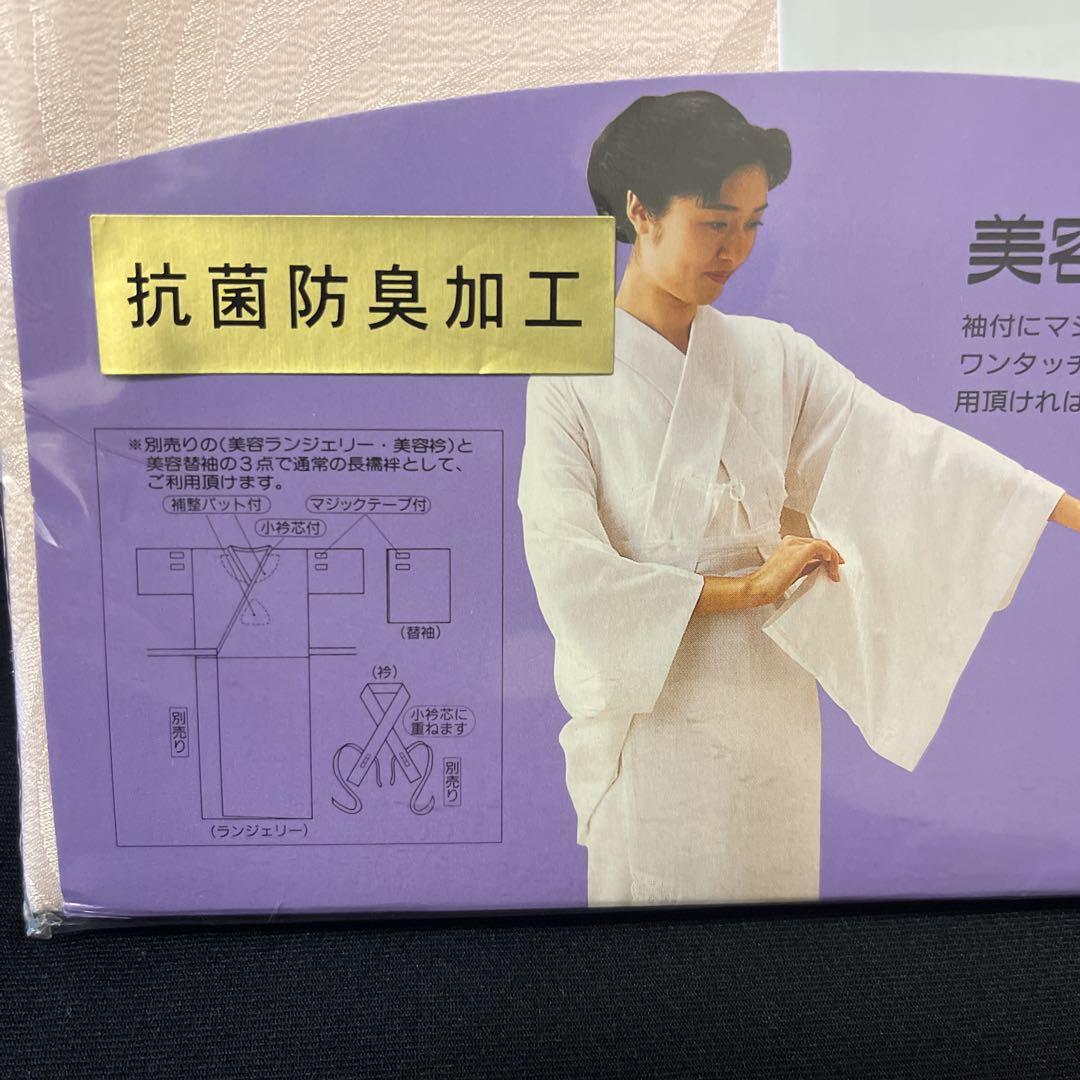 抗菌防臭加工
美容
袖付にマジ
ワンタッチ
用頂ければ
※別売りの(美容ランジェリー・美容衿)と
美容替袖の3点で通常の長襦袢として、
ご利用頂けます。
補整パット付
マジックテープ付
小衿芯付
(替袖)
(衿)
小衿芯に
重ねます
別売り
別売り
(ランジェリー)